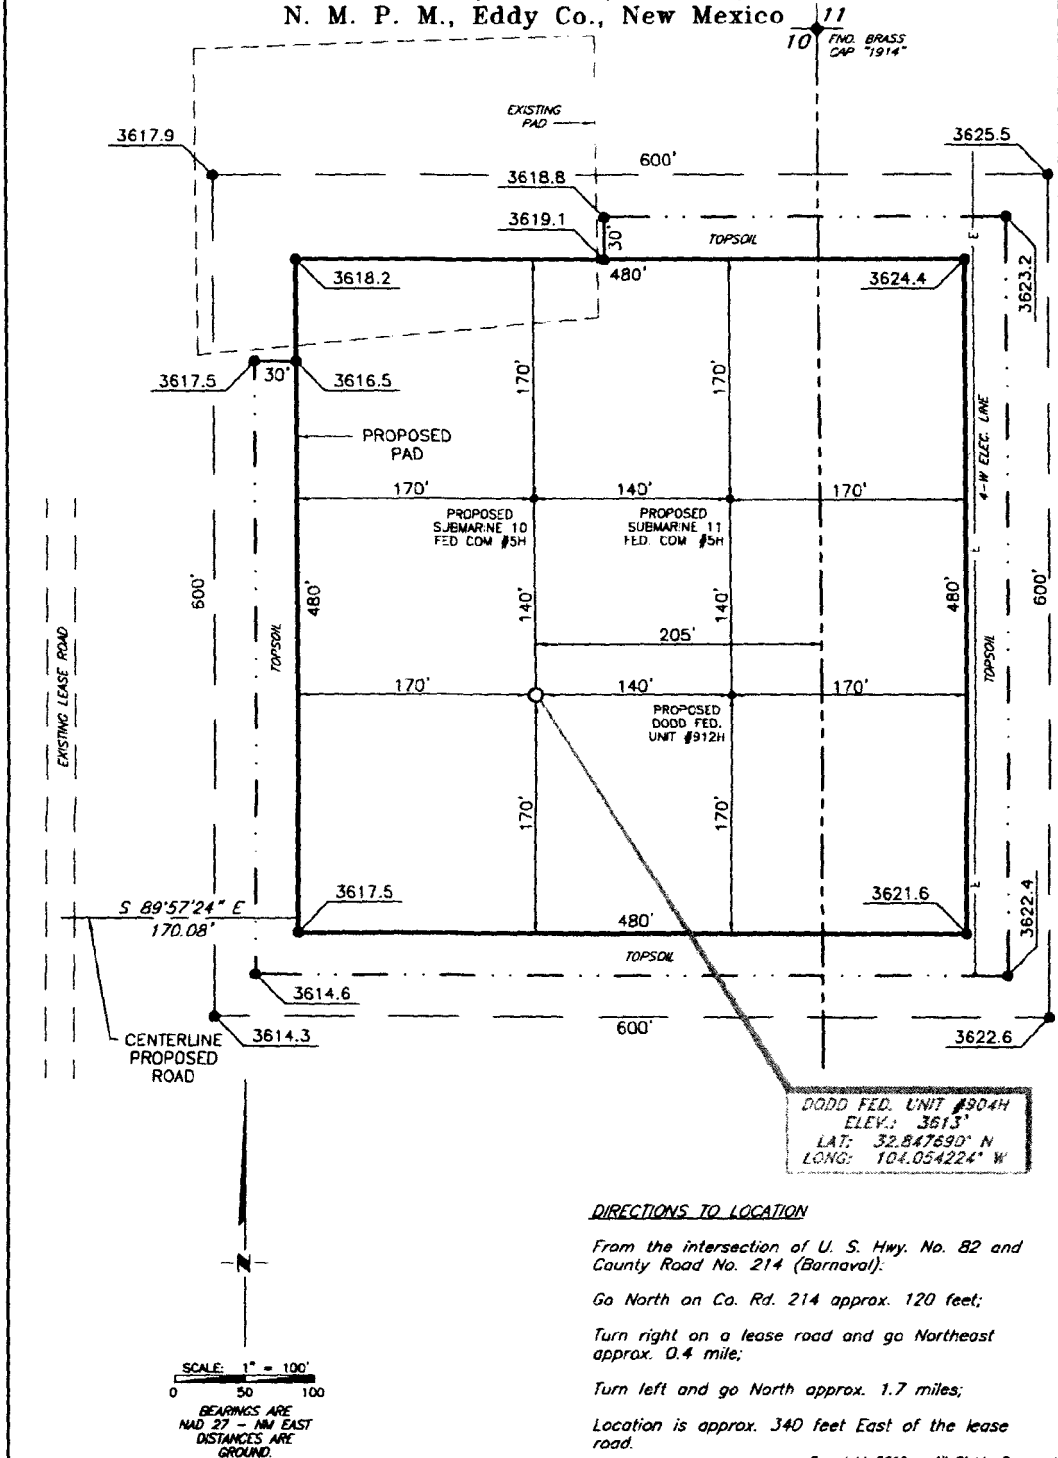 N. M. P. M., Eddy Co., New Mexico
11
10
FND. BRASS
CAP "1914"
EXISTING
PAD
3617.9
600'
3625.5
3618.8
3619.1
30'
TOPSOIL
E
3618.2
480'
3624.4
3623.2
3617.5
30'
3616.5
170'
170'
PROPOSED
PAD
4-W ELEC. LINE
170'
140'
170'
PROPOSED
SUBMARINE 10
FED COM #5H
PROPOSED
SUBMARINE 11
FED. COM #5H
E
600'
480'
140'
140'
480'
600'
EXISTING LEASE ROAD
TOPSOIL
205'
TOPSOIL
170'
140'
170'
PROPOSED
DODD FED.
UNIT #912H
170'
170'
E
3617.5
3621.6
3622.4
S 89°57'24" E
170.08'
480'
TOPSOIL
3614.6
3614.3
600'
3622.6
CENTERLINE
PROPOSED
ROAD
DODD FED. UNIT #904H
ELEV.: 3613'
LAT: 32.847690° N
LONG: 104.054224° W
N
SCALE: 1" = 100'
0 50 100
BEARINGS ARE
NAD 27 - NM EAST
DISTANCES ARE
GROUND.
DIRECTIONS TO LOCATION
From the intersection of U. S. Hwy. No. 82 and
County Road No. 214 (Barnaval):
Go North on Co. Rd. 214 approx. 120 feet;
Turn right on a lease road and go Northeast
approx. 0.4 mile;
Turn left and go North approx. 1.7 miles;
Location is approx. 340 feet East of the lease
road.